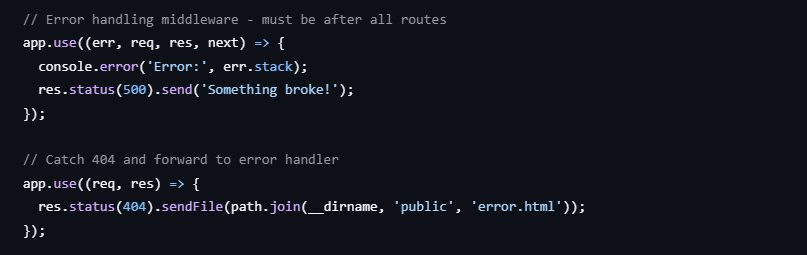 // Error handling middleware - must be after all routes
app.use((err, req, res, next) => {
  console.error('Error:', err.stack);
  res.status(500).send('Something broke!');
});

// Catch 404 and forward to error handler
app.use((req, res) => {
  res.status(404).sendFile(path.join(__dirname, 'public', 'error.html'));
});